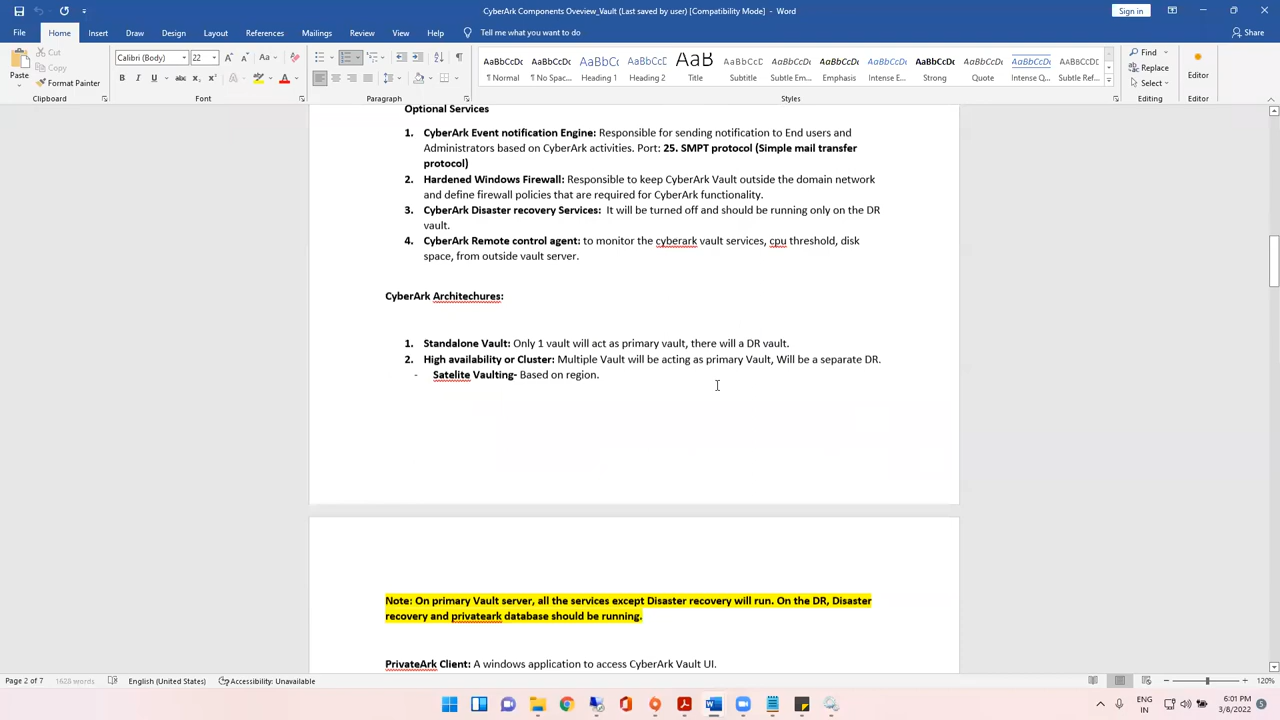 CyberArk Components Oveview_Vault (Last saved by user) [Compatibility Mode] - Word
Sign in
File Home Insert Draw Design Layout References Mailings Review View Help Tell me what you want to do Share
Paste
Cut
Copy
Format Painter
Calibri (Body) 22
AaBbCcDc AaBbCcDc AaBbC AaBbCcD AaB AaBbCcD AaBbCcDc AaBbCcDc AaBbCcDc AaBbCcDc AaBbCcDc AaBbCcDc AaBbCcDc
¶ Normal ¶ No Spac... Heading 1 Heading 2 Title Subtitle Subtle Em... Emphasis Intense E... Strong Quote Intense Q... Subtle Ref...
Find
Replace
Select
Editor
Clipboard Font Paragraph Styles Editing Editor
Optional Services
1. CyberArk Event notification Engine: Responsible for sending notification to End users and
Administrators based on CyberArk activities. Port: 25. SMPT protocol (Simple mail transfer
protocol)
2. Hardened Windows Firewall: Responsible to keep CyberArk Vault outside the domain network
and define firewall policies that are required for CyberArk functionality.
3. CyberArk Disaster recovery Services: It will be turned off and should be running only on the DR
vault.
4. CyberArk Remote control agent: to monitor the cyberark vault services, cpu threshold, disk
space, from outside vault server.
CyberArk Architechures:
1. Standalone Vault: Only 1 vault will act as primary vault, there will a DR vault.
2. High availability or Cluster: Multiple Vault will be acting as primary Vault, Will be a separate DR.
- Satelite Vaulting- Based on region.
Note: On primary Vault server, all the services except Disaster recovery will run. On the DR, Disaster
recovery and privateark database should be running.
PrivateArk Client: A windows application to access CyberArk Vault UI.
Page 2 of 7 1628 words English (United States) Accessibility: Unavailable 120%
ENG
IN
6:01 PM
3/8/2022